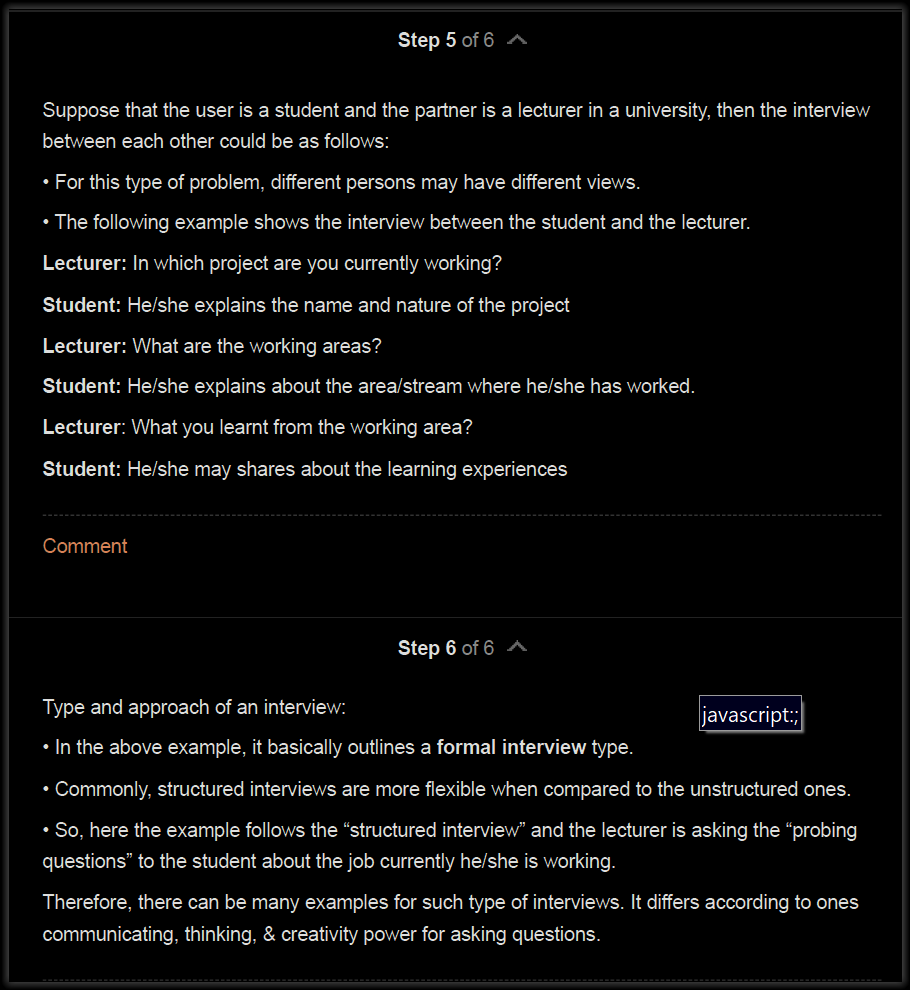 Step 5 of 6
Suppose that the user is a student and the partner is a lecturer in a university, then the interview
between each other could be as follows:
• For this type of problem, different persons may have different views.
• The following example shows the interview between the student and the lecturer.
Lecturer: In which project are you currently working?
Student: He/she explains the name and nature of the project
Lecturer: What are the working areas?
Student: He/she explains about the area/stream where he/she has worked.
Lecturer: What you learnt from the working area?
Student: He/she may shares about the learning experiences
Comment
Step 6 of 6
Type and approach of an interview:
javascript:;
• In the above example, it basically outlines a formal interview type.
• Commonly, structured interviews are more flexible when compared to the unstructured ones.
• So, here the example follows the “structured interview” and the lecturer is asking the “probing
questions” to the student about the job currently he/she is working.
Therefore, there can be many examples for such type of interviews. It differs according to ones
communicating, thinking, & creativity power for asking questions.